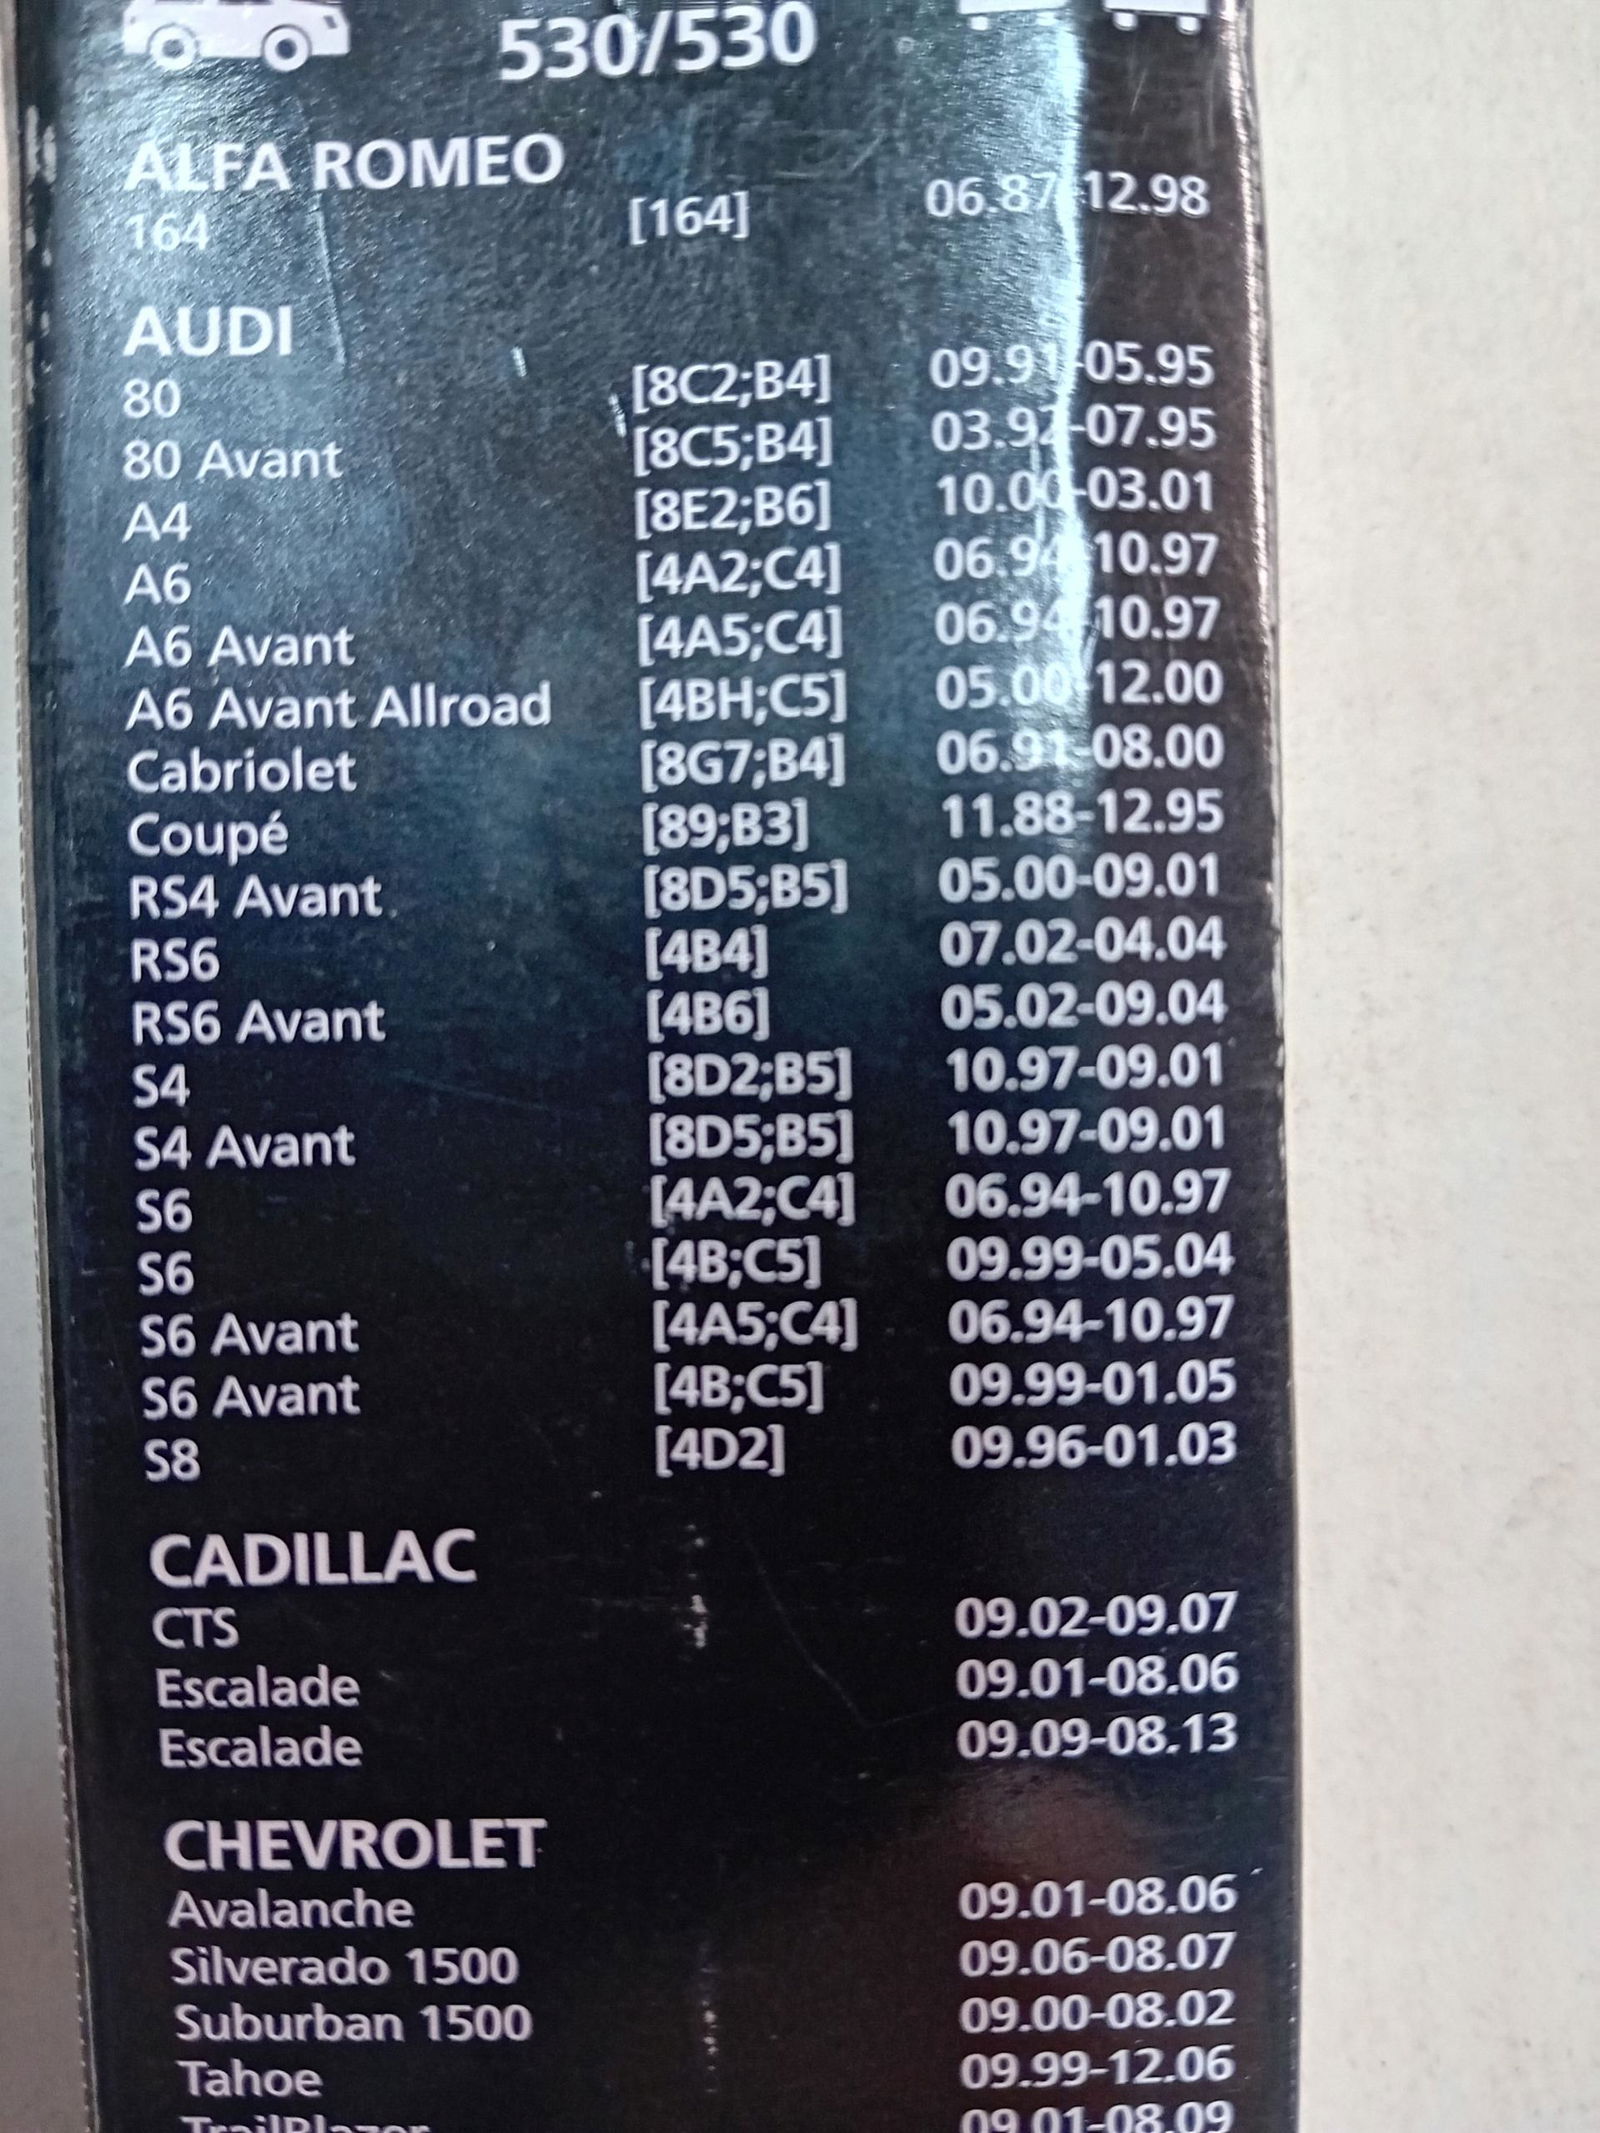 530/530
ALFA ROMEO
164 [164] 06.87-12.98
AUDI
80 [8C2;B4] 09.91-05.95
80 Avant [8C5;B4] 03.92-07.95
A4 [8E2;B6] 10.00-03.01
A6 [4A2;C4] 06.94-10.97
A6 Avant [4A5;C4] 06.94-10.97
A6 Avant Allroad [4BH;C5] 05.00-12.00
Cabriolet [8G7;B4] 06.91-08.00
Coupé [89;B3] 11.88-12.95
RS4 Avant [8D5;B5] 05.00-09.01
RS6 [4B4] 07.02-04.04
RS6 Avant [4B6] 05.02-09.04
S4 [8D2;B5] 10.97-09.01
S4 Avant [8D5;B5] 10.97-09.01
S6 [4A2;C4] 06.94-10.97
S6 [4B;C5] 09.99-05.04
S6 Avant [4A5;C4] 06.94-10.97
S6 Avant [4B;C5] 09.99-01.05
S8 [4D2] 09.96-01.03
CADILLAC
CTS 09.02-09.07
Escalade 09.01-08.06
Escalade 09.09-08.13
CHEVROLET
Avalanche 09.01-08.06
Silverado 1500 09.06-08.07
Suburban 1500 09.00-08.02
Tahoe 09.99-12.06
TrailBlazer 09.01-08.09